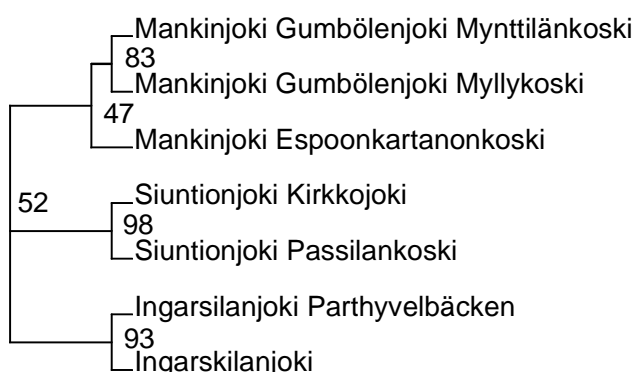 Mankinjoki Gumbölenjoki Mynttilänkoski
83
Mankinjoki Gumbölenjoki Myllykoski
47
Mankinjoki Espoonkartanonkoski
52
Siuntionjoki Kirkkojoki
98
Siuntionjoki Passilankoski
Ingarsilanjoki Parthyvelbäcken
93
Ingarskilanjoki